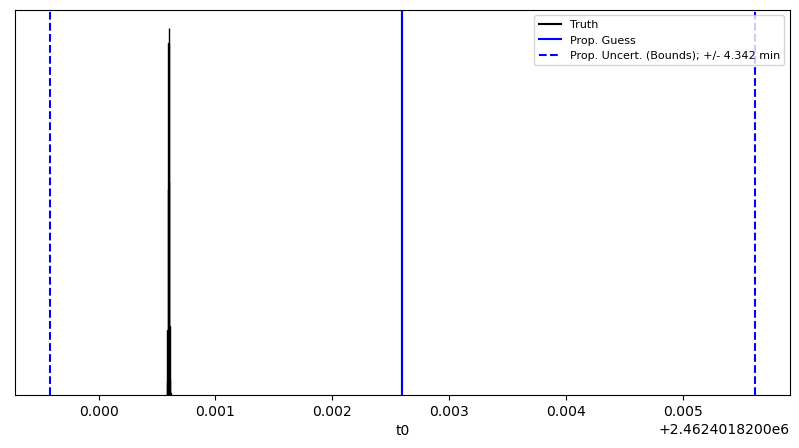 Truth
Prop. Guess
Prop. Uncert. (Bounds); +/- 4.342 min
0.000 0.001 0.002 0.003 0.004 0.005
t0
+2.4624018200e6